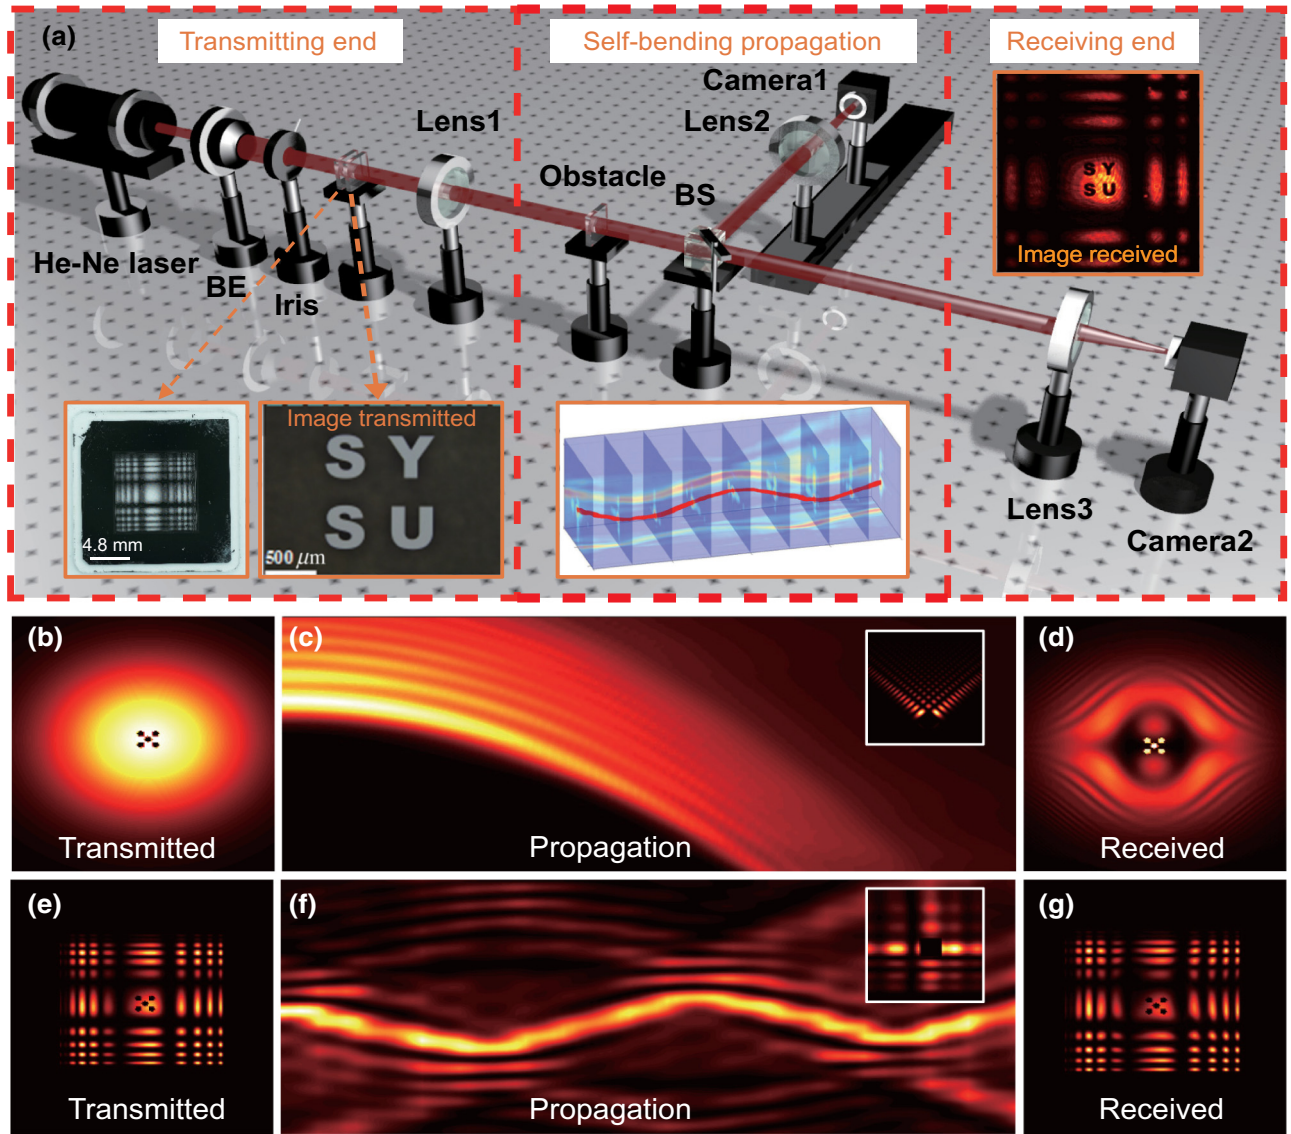 (a)
Transmitting end
Self-bending propagation
Receiving end
Camera1
Lens1
Lens2
Obstacle
BS
S Y
S U
Image received
He-Ne laser
BE
Iris
Image transmitted
S Y
S U
4.8 mm
500 μm
Lens3
Camera2
(b)
Transmitted
(c)
Propagation
(d)
Received
(e)
Transmitted
(f)
Propagation
(g)
Received